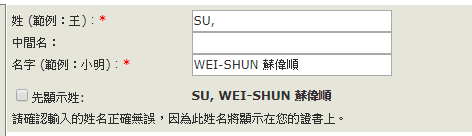 姓 (範例：王)：* SU,
中間名：
名字 (範例：小明)：* WEI-SHUN 蘇偉順
先顯示姓: SU, WEI-SHUN 蘇偉順
請確認輸入的姓名正確無誤，因為此姓名將顯示在您的證書上。